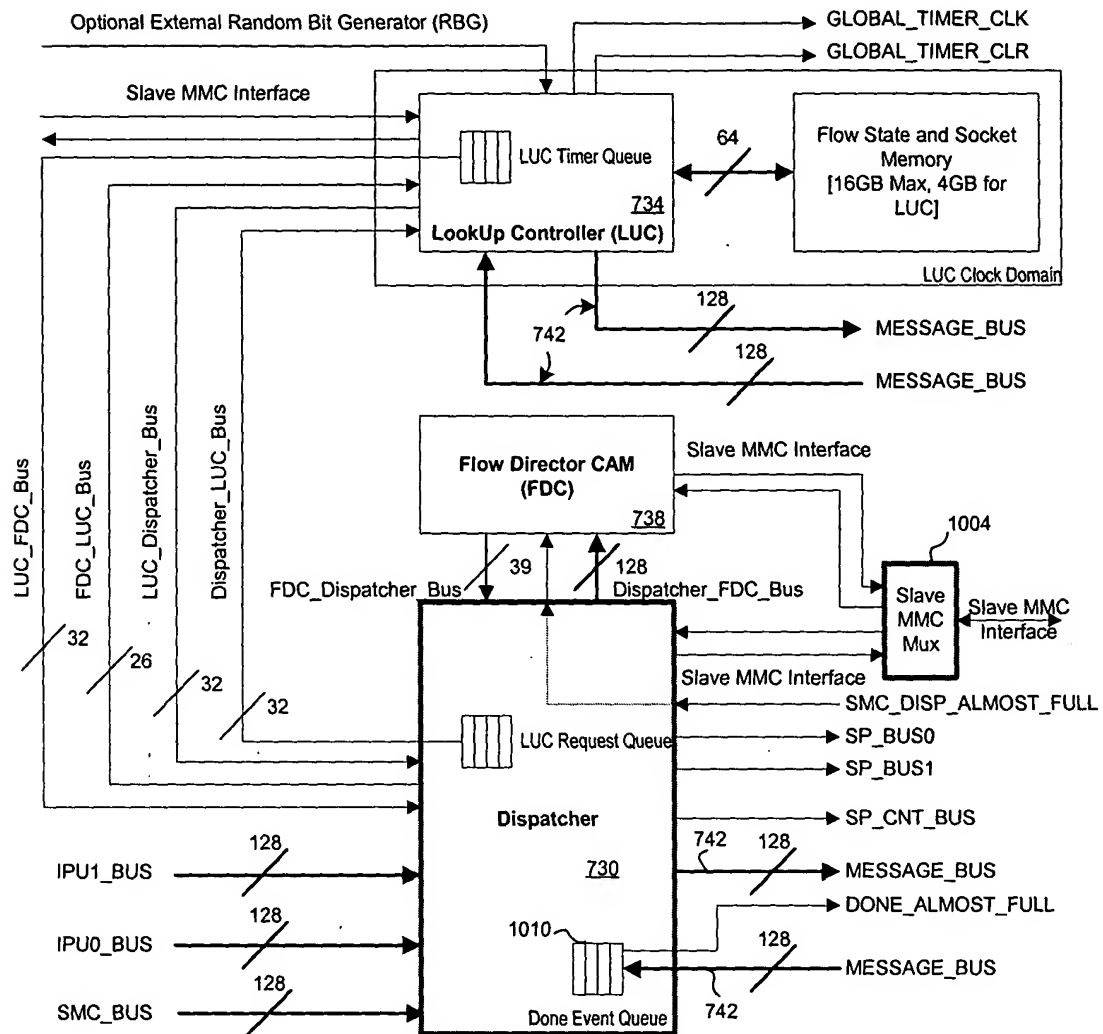 Optional External Random Bit Generator (RBG)
GLOBAL_TIMER_CLK
GLOBAL_TIMER_CLR
Slave MMC Interface
LUC Timer Queue
734
LookUp Controller (LUC)
64
Flow State and Socket
Memory
[16GB Max, 4GB for
LUC]
LUC Clock Domain
742
128
MESSAGE_BUS
128
MESSAGE_BUS
LUC_FDC_Bus
FDC_LUC_Bus
LUC_Dispatcher_Bus
Dispatcher_LUC_Bus
32
26
32
32
Flow Director CAM
(FDC)
738
Slave MMC Interface
1004
Slave
MMC
Mux
Slave MMC
Interface
39
128
FDC_Dispatcher_Bus
Dispatcher_FDC_Bus
Slave MMC Interface
SMC_DISP_ALMOST_FULL
LUC Request Queue
SP_BUS0
SP_BUS1
Dispatcher
SP_CNT_BUS
730
742
128
MESSAGE_BUS
DONE_ALMOST_FULL
1010
128
MESSAGE_BUS
742
Done Event Queue
IPU1_BUS
128
IPU0_BUS
128
SMC_BUS
128